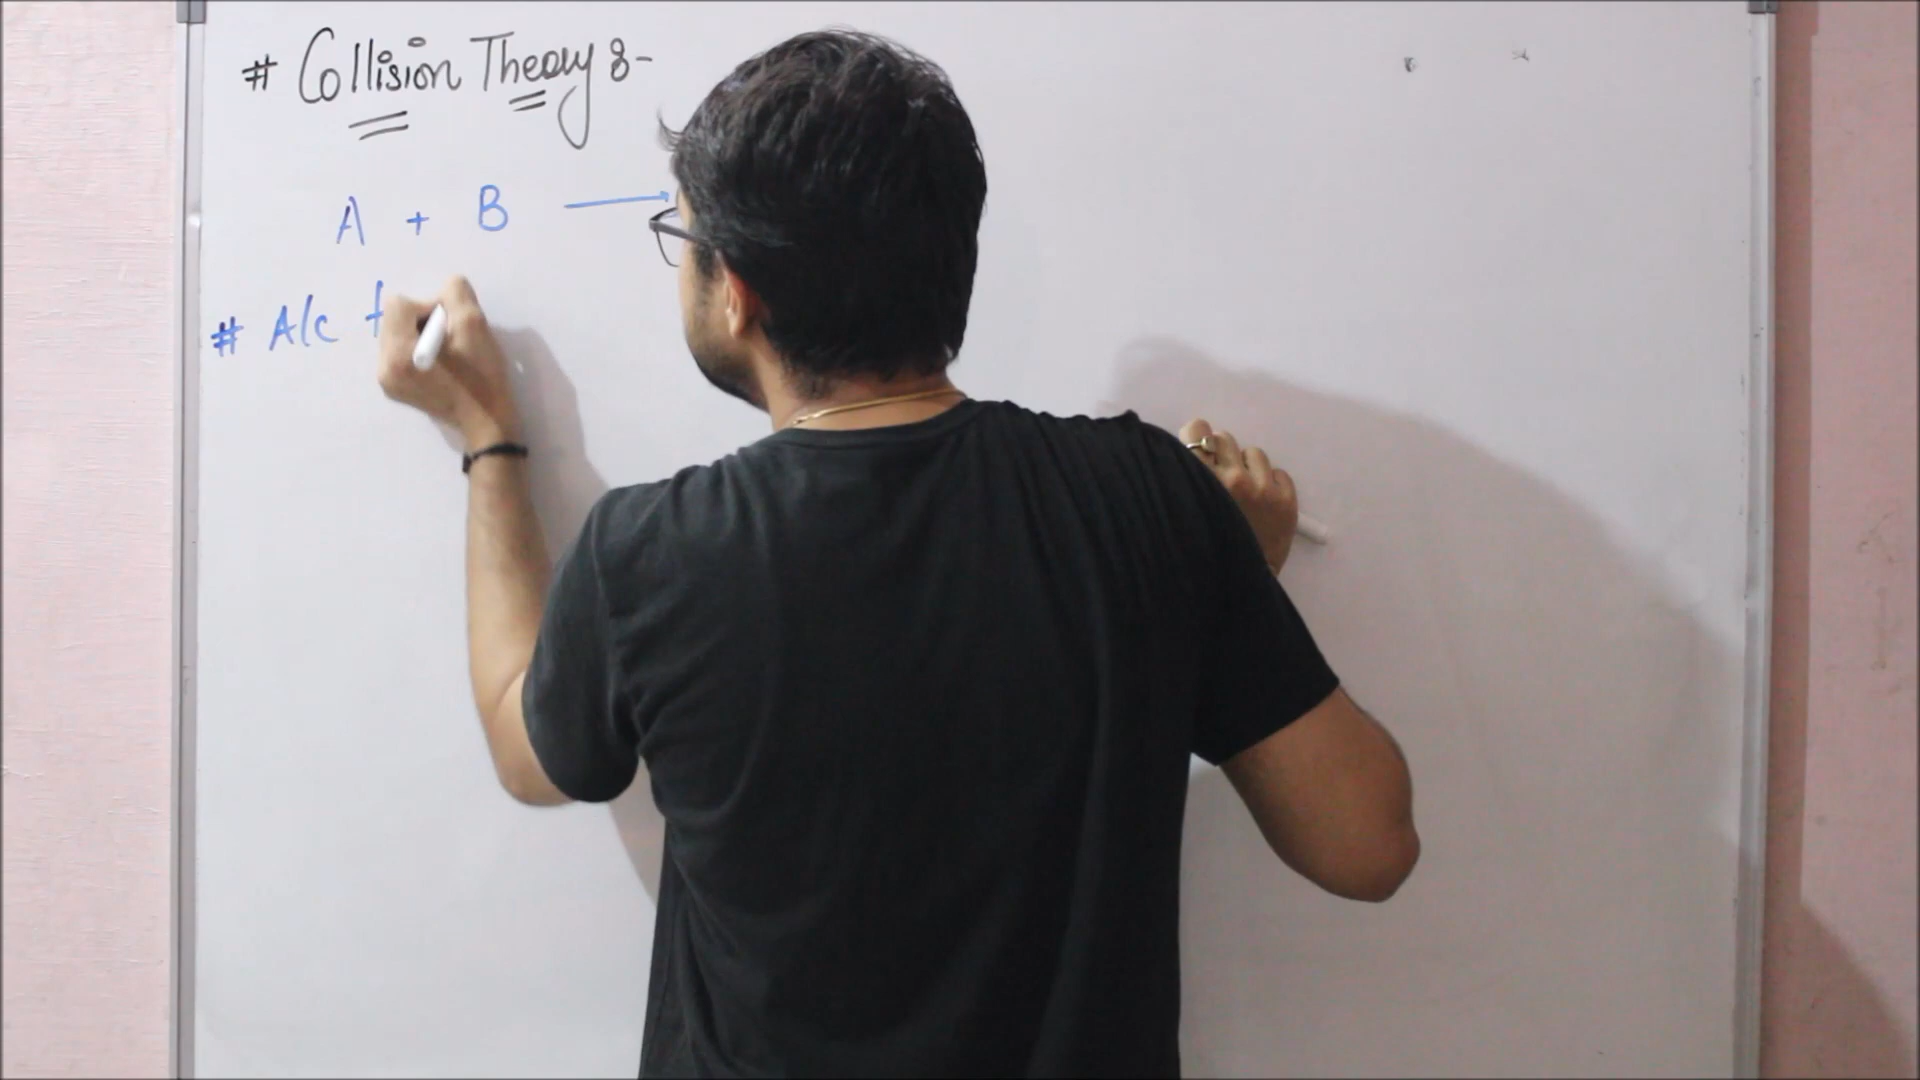 # Collision Theory :-
A + B →
# A/c